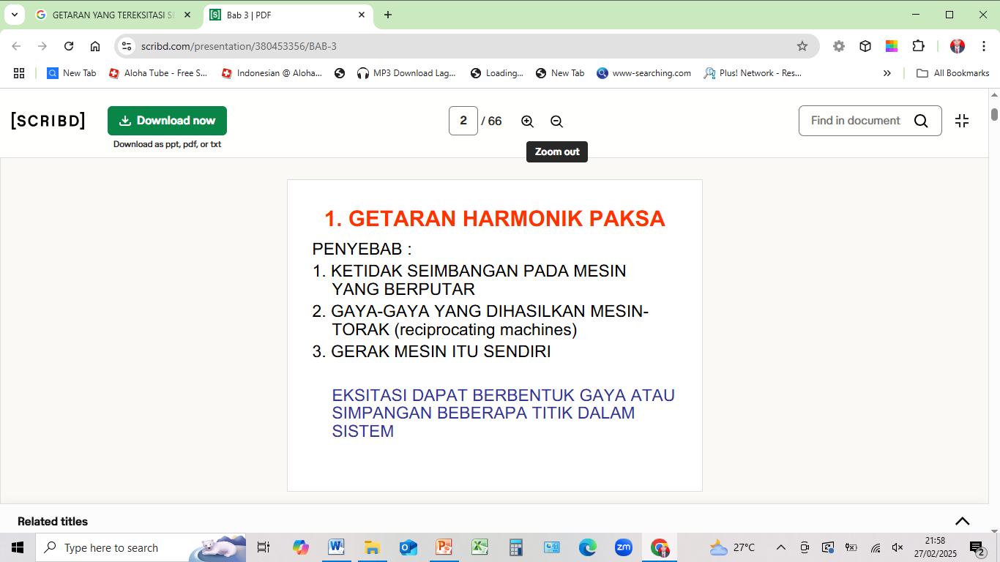 GETARAN YANG TEREKSITASI SE
Bab 3 | PDF
scribd.com/presentation/380453356/BAB-3
New Tab
Aloha Tube - Free S...
Indonesian @ Aloha...
MP3 Download Lag...
Loading...
New Tab
www-searching.com
Plus! Network - Res...
All Bookmarks
[SCRIBD]
Download now
Download as ppt, pdf, or txt
2 / 66
Zoom out
Find in document
1. GETARAN HARMONIK PAKSA
PENYEBAB :
1. KETIDAK SEIMBANGAN PADA MESIN
YANG BERPUTAR
2. GAYA-GAYA YANG DIHASILKAN MESIN-
TORAK (reciprocating machines)
3. GERAK MESIN ITU SENDIRI
EKSITASI DAPAT BERBENTUK GAYA ATAU
SIMPANGAN BEBERAPA TITIK DALAM
SISTEM
Related titles
Type here to search
zm
27°C
21:58
27/02/2025
2